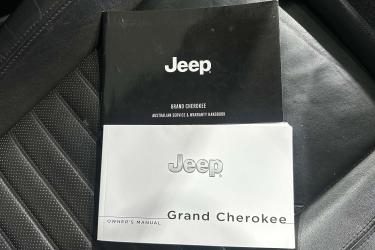 Jeep
GRAND CHEROKEE
AUSTRALIAN SERVICE & WARRANTY HANDBOOK
Jeep
OWNER'S MANUAL Grand Cherokee